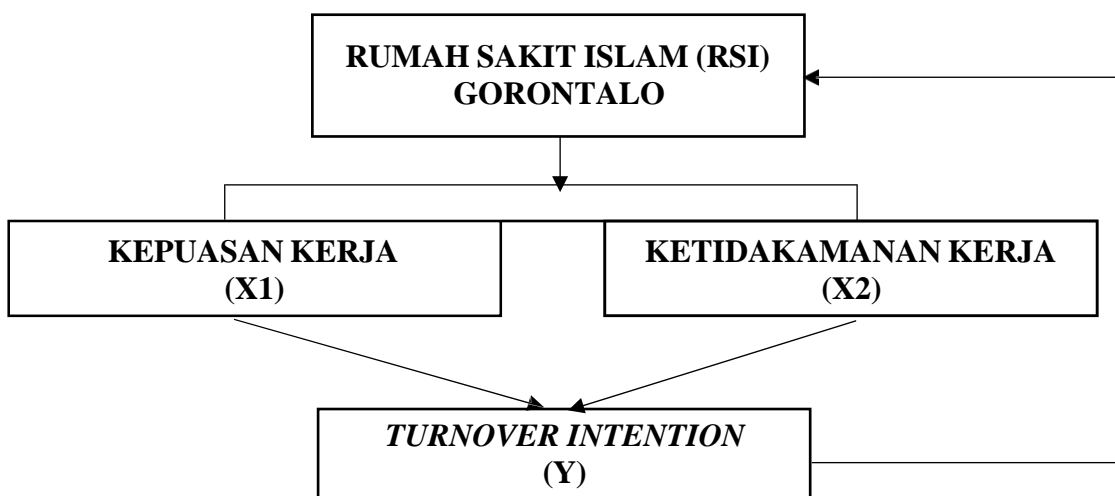 RUMAH SAKIT ISLAM (RSI)
GORONTALO
KEPUASAN KERJA
(X1)
KETIDAKAMANAN KERJA
(X2)
TURNOVER INTENTION
(Y)